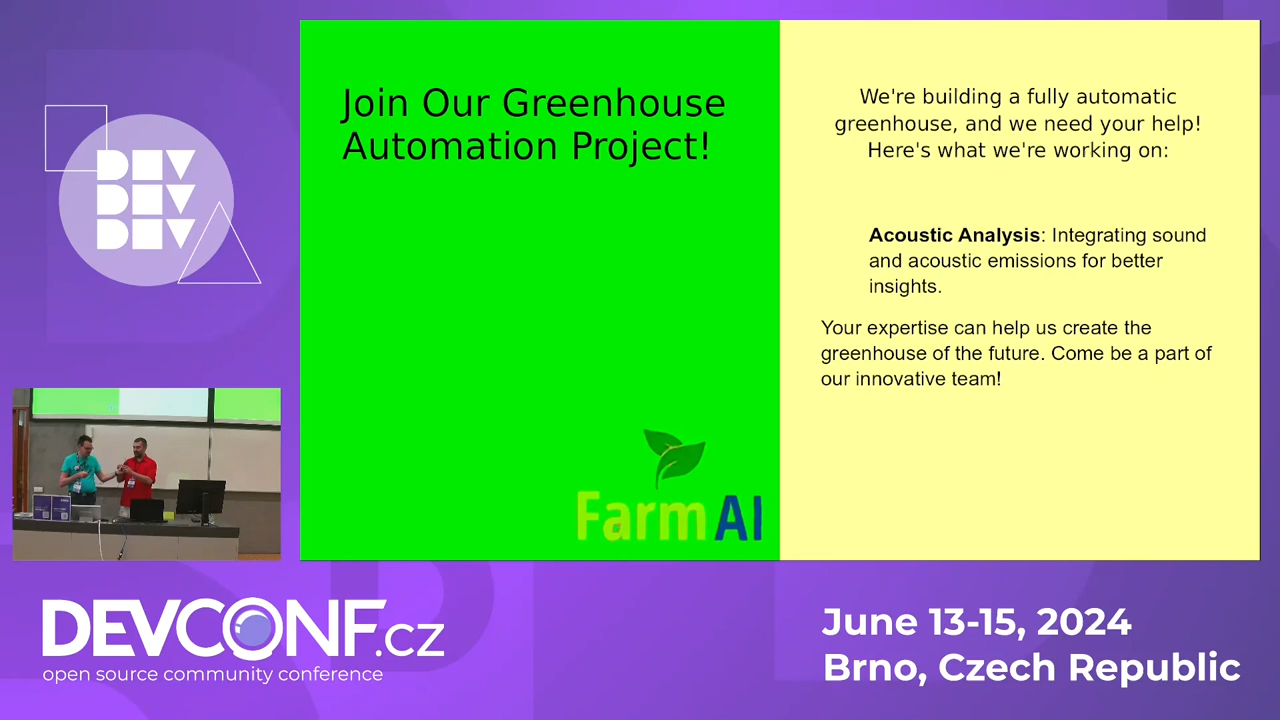 DEV
DEV
DEV
Join Our Greenhouse
Automation Project!
Farm AI
We're building a fully automatic
greenhouse, and we need your help!
Here's what we're working on:
Acoustic Analysis: Integrating sound
and acoustic emissions for better
insights.
Your expertise can help us create the
greenhouse of the future. Come be a part of
our innovative team!
DEVCONF.cz
open source community conference
June 13-15, 2024
Brno, Czech Republic